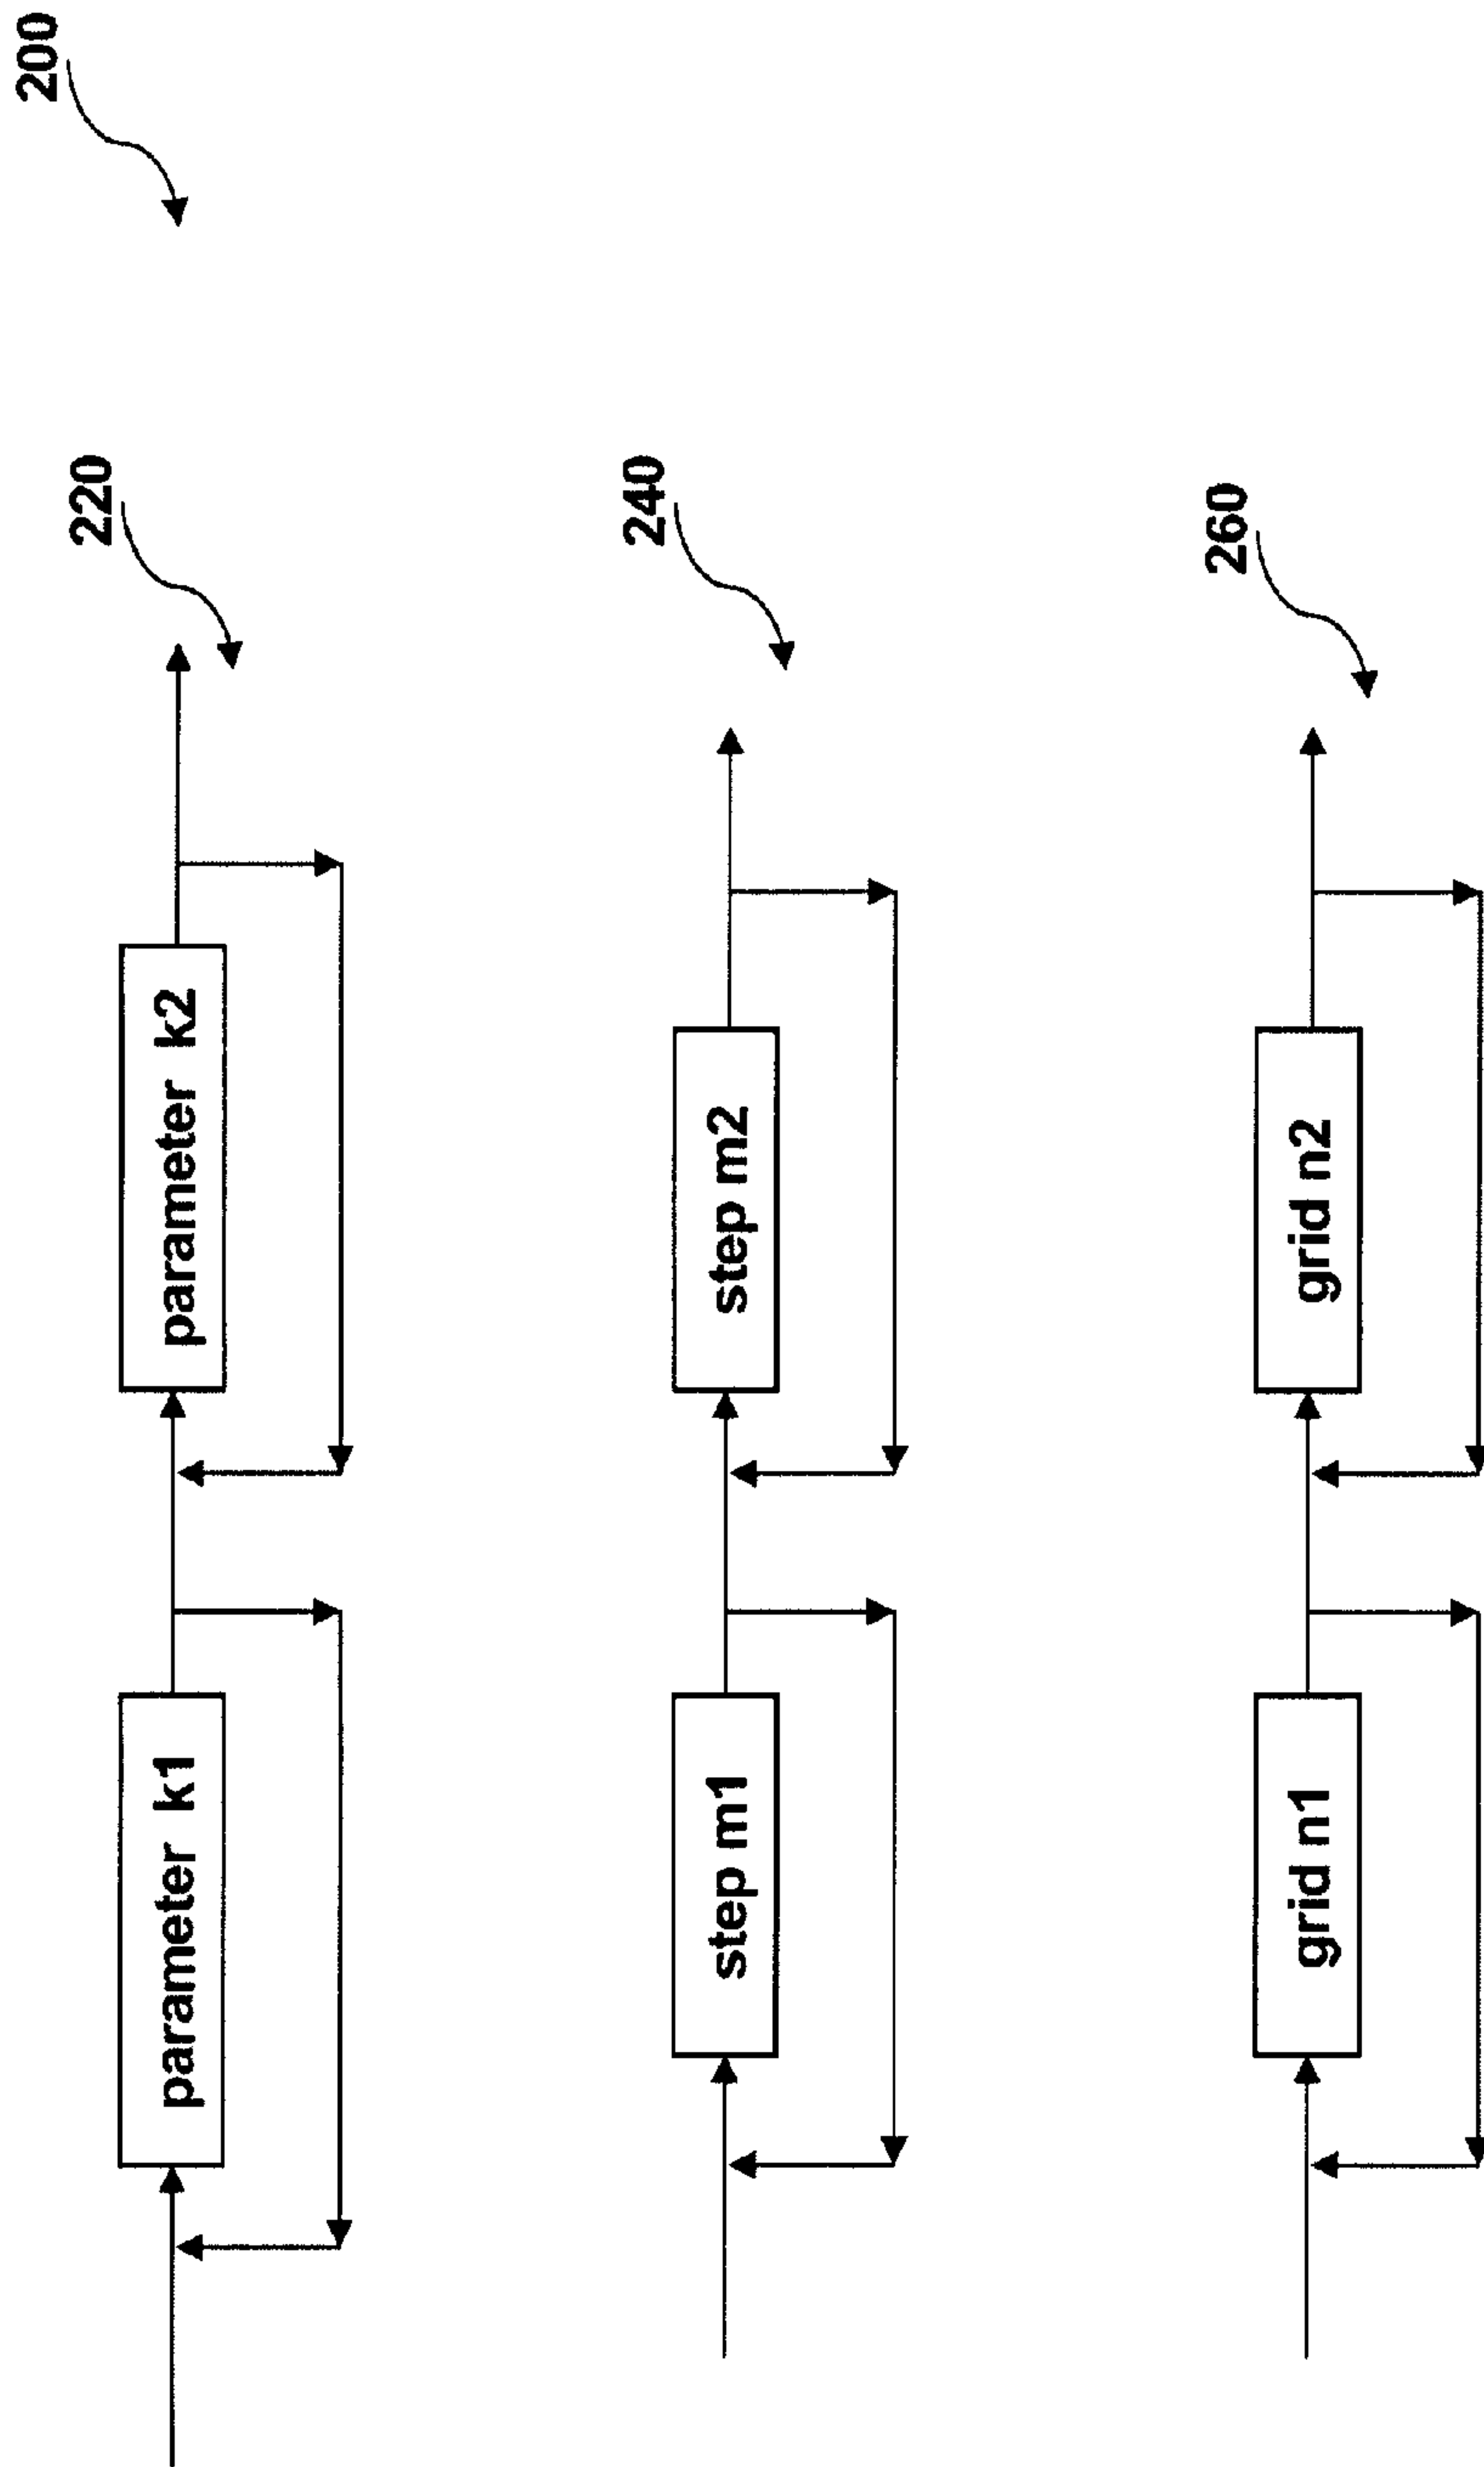 200
220
parameter k1
parameter k2
240
step m1
step m2
260
grid n1
grid n2